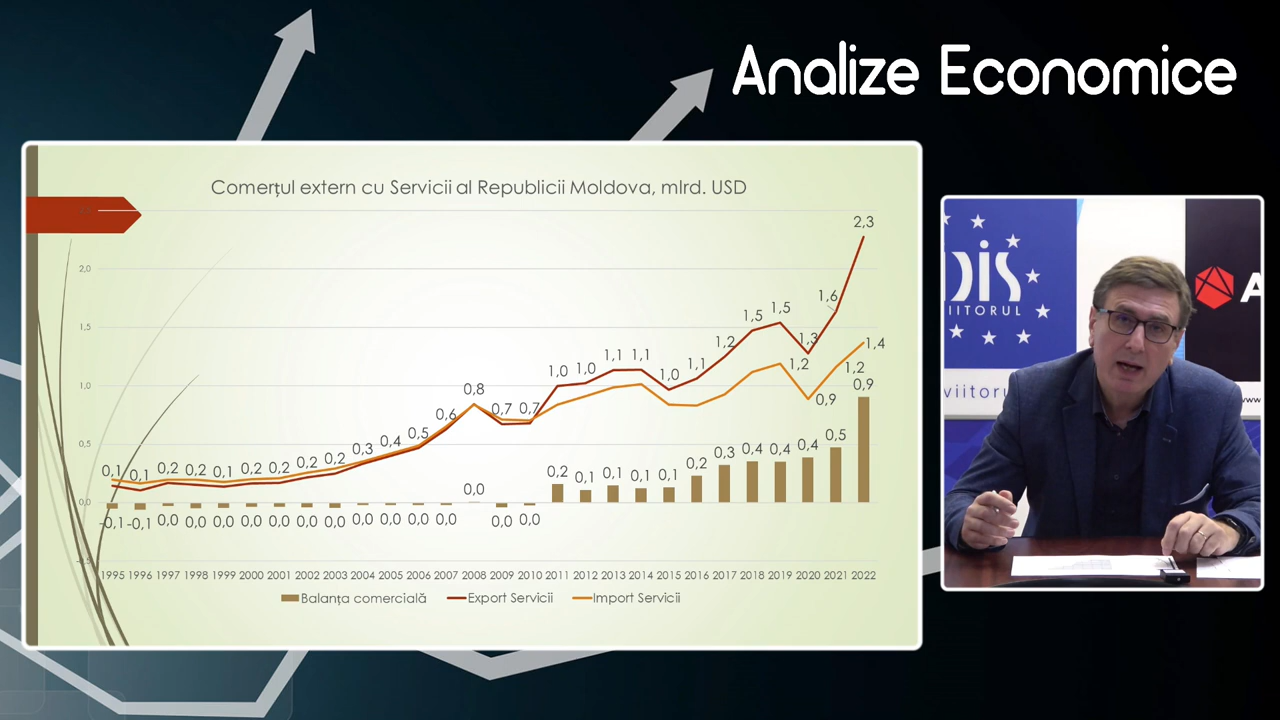 Analize Economice
Comerțul extern cu Servicii al Republicii Moldova, mlrd. USD
2,3
2,0
1,6
1,5 1,5
1,5
1,3
1,4
1,2
1,1 1,1
1,0 1,0
1,0
1,1
1,2
1,2
1,0
0,8
0,9
0,9
0,7 0,7
0,6
0,5
0,5
0,4
0,3
0,5
0,3 0,4 0,4 0,4
0,1 0,1 0,2 0,2 0,1 0,2 0,2 0,2 0,2
0,2 0,1 0,1 0,1 0,1 0,2
0,0
0,0
-0,1 -0,1 0,0 0,0 0,0 0,0 0,0 0,0 0,0 0,0 0,0 0,0 0,0 0,0 0,0
1995 1996 1997 1998 1999 2000 2001 2002 2003 2004 2005 2006 2007 2008 2009 2010 2011 2012 2013 2014 2015 2016 2017 2018 2019 2020 2021 2022
Balanța comercială Export Servicii Import Servicii
DIS
IITORUL
viitoru
A
www